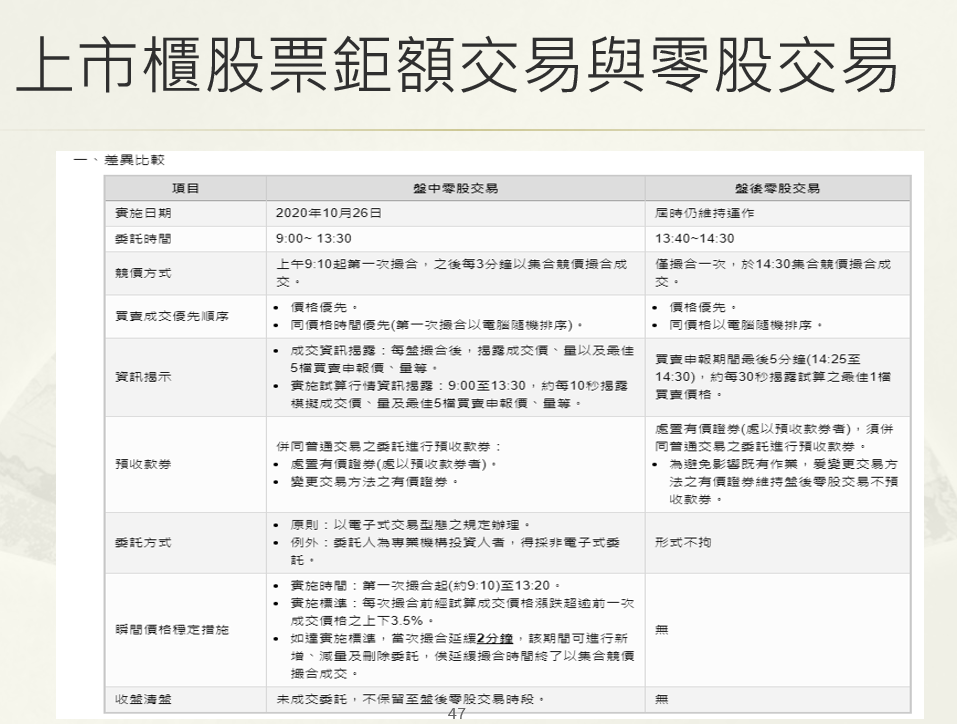 上市櫃股票鉅額交易與零股交易
一、差異比較
項目 盤中零股交易 盤後零股交易
實施日期 2020年10月26日 屆時仍維持運作
委託時間 9:00~ 13:30 13:40~14:30
競價方式
上午9:10起第一次撮合，之後每3分鐘以集合競價撮合成
交。
僅撮合一次，於14:30集合競價撮合成
交。
買賣成交優先順序
• 價格優先。
• 同價格時間優先(第一次撮合以電腦隨機排序)。
• 價格優先。
• 同價格以電腦隨機排序。
資訊揭示
• 成交資訊揭露：每盤撮合後，揭露成交價、量以及最佳
5檔買賣申報價、量等。
• 實施試算行情資訊揭露：9:00至13:30，約每10秒揭露
模擬成交價、量及最佳5檔買賣申報價、量等。
買賣申報期間最後5分鐘(14:25至
14:30)，約每30秒揭露試算之最佳1檔
買賣價格。
預收款券
併同普通交易之委託進行預收款券：
• 處置有價證券(處以預收款券者)。
• 變更交易方法之有價證券。
處置有價證券(處以預收款券者)，須併
同普通交易之委託進行預收款券。
• 為避免影響既有作業，爰變更交易方
法之有價證券維持盤後零股交易不預
收款券。
委託方式
• 原則：以電子式交易型態之規定辦理。
• 例外：委託人為專業機構投資人者，得採非電子式委
託。
形式不拘
瞬間價格穩定措施
• 實施時間：第一次撮合起(約9:10)至13:20。
• 實施標準：每次撮合前經試算成交價格漲跌超逾前一次
成交價格之上下3.5%。
• 如達實施標準，當次撮合延緩2分鐘，該期間可進行新
增、減量及刪除委託，俟延緩撮合時間終了以集合競價
撮合成交。
無
收盤清盤 未成交委託，不保留至盤後零股交易時段。 無
47